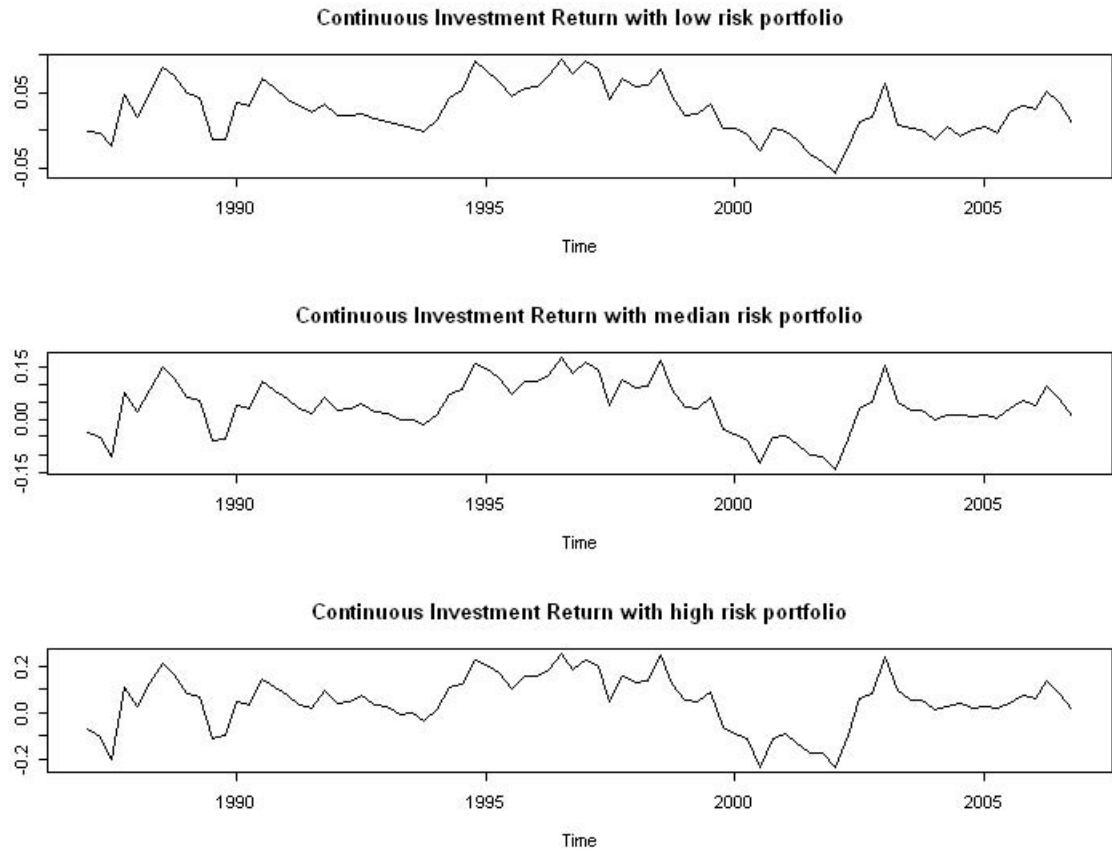 Continuous Investment Return with low risk portfolio
0.05
-0.05
1990 1995 2000 2005
Time
Continuous Investment Return with median risk portfolio
0.15
0.00
-0.15
1990 1995 2000 2005
Time
Continuous Investment Return with high risk portfolio
0.2
0.0
-0.2
1990 1995 2000 2005
Time